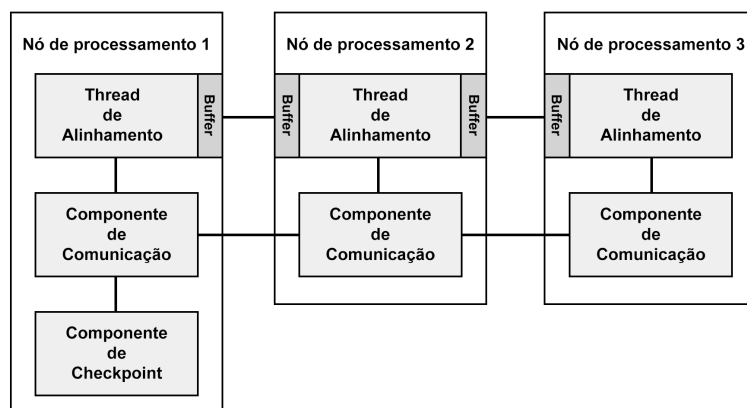 Nó de processamento 1
Thread
de
Alinhamento
Buffer
Componente
de
Comunicação
Componente
de
Checkpoint
Nó de processamento 2
Buffer
Thread
de
Alinhamento
Buffer
Componente
de
Comunicação
Nó de processamento 3
Buffer
Thread
de
Alinhamento
Componente
de
Comunicação